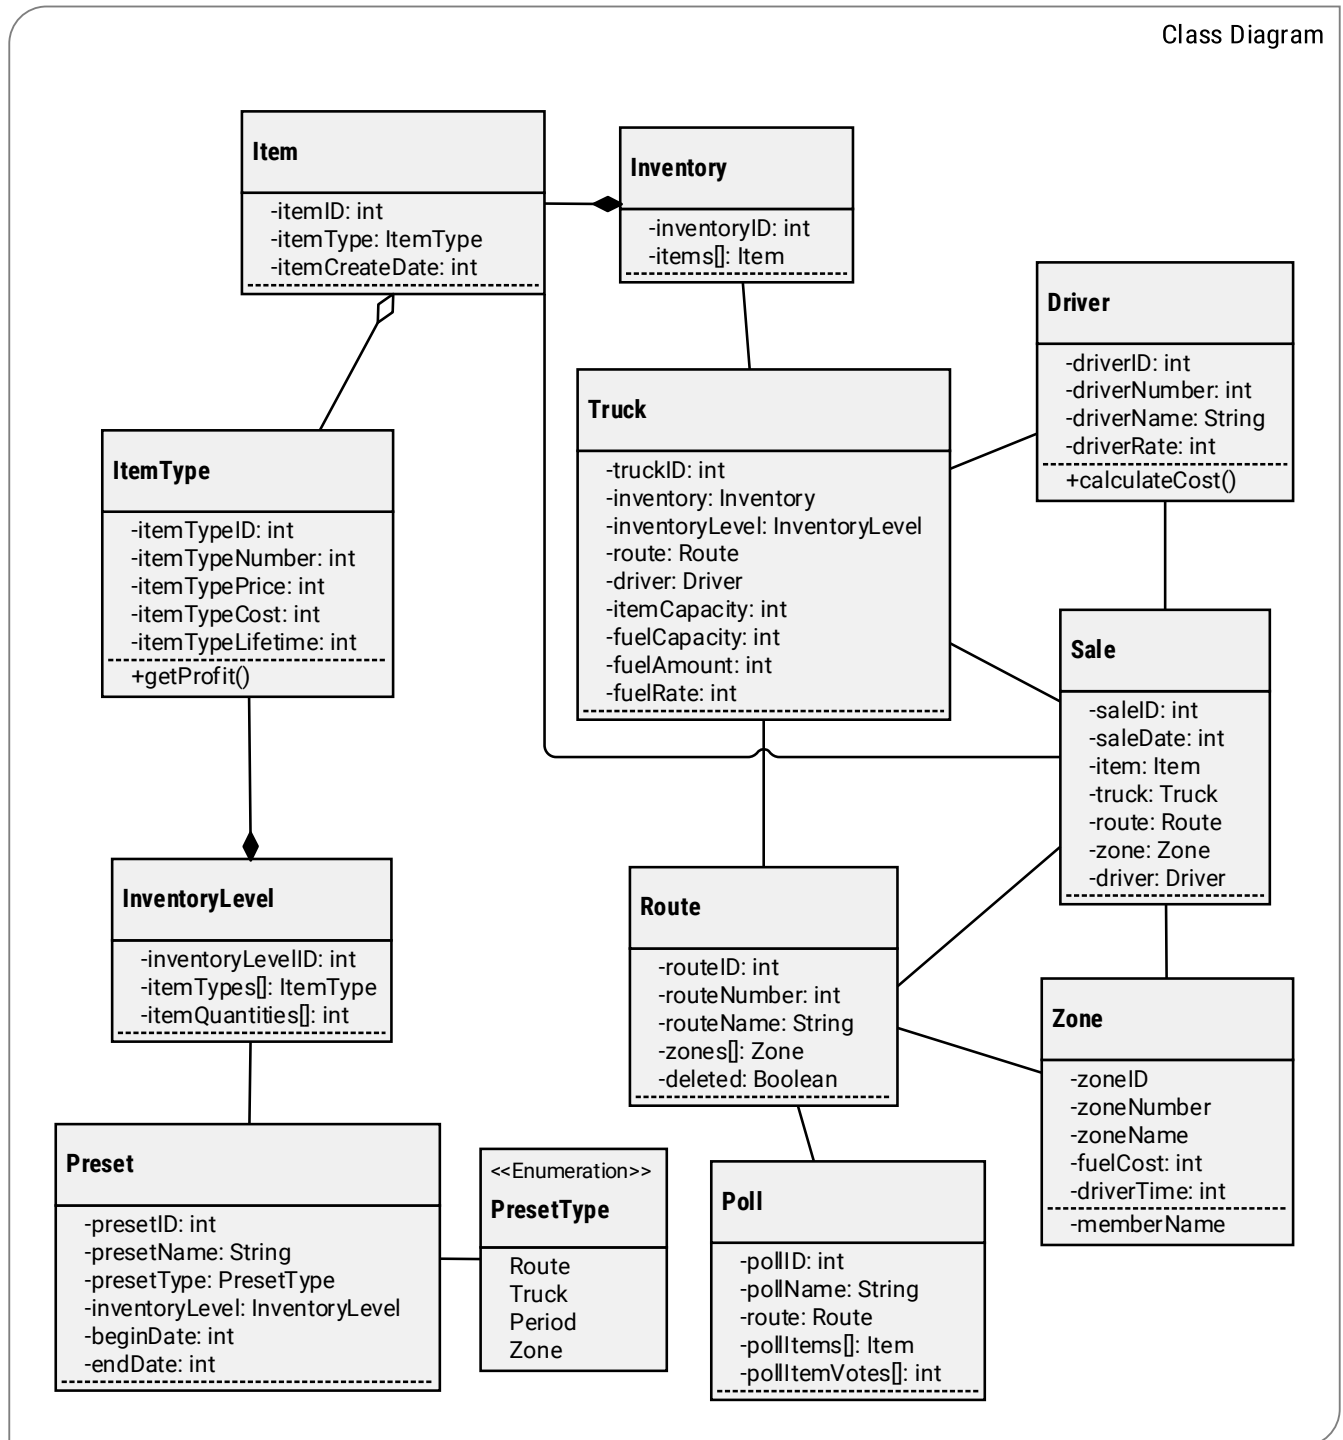 Class Diagram
Item
-itemID: int
-itemType: ItemType
-itemCreateDate: int
Inventory
-inventoryID: int
-items[]: Item
Driver
-driverID: int
-driverNumber: int
-driverName: String
-driverRate: int
+calculateCost()
Truck
-truckID: int
-inventory: Inventory
-inventoryLevel: InventoryLevel
-route: Route
-driver: Driver
-itemCapacity: int
-fuelCapacity: int
-fuelAmount: int
-fuelRate: int
ItemType
-itemTypeID: int
-itemTypeNumber: int
-itemTypePrice: int
-itemTypeCost: int
-itemTypeLifetime: int
+getProfit()
Sale
-saleID: int
-saleDate: int
-item: Item
-truck: Truck
-route: Route
-zone: Zone
-driver: Driver
InventoryLevel
-inventoryLevelID: int
-itemTypes[]: ItemType
-itemQuantities[]: int
Route
-routeID: int
-routeNumber: int
-routeName: String
-zones[]: Zone
-deleted: Boolean
Zone
-zoneID
-zoneNumber
-zoneName
-fuelCost: int
-driverTime: int
-memberName
Preset
-presetID: int
-presetName: String
-presetType: PresetType
-inventoryLevel: InventoryLevel
-beginDate: int
-endDate: int
<<Enumeration>>
PresetType
Route
Truck
Period
Zone
Poll
-pollID: int
-pollName: String
-route: Route
-pollItems[]: Item
-pollItemVotes[]: int